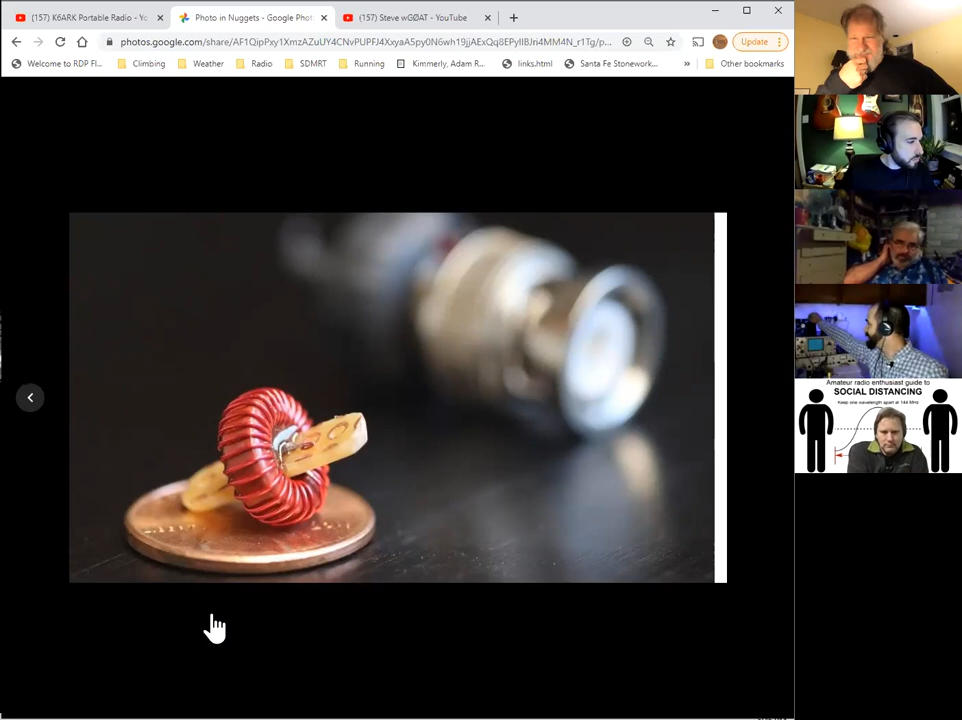 (157) K6ARK Portable Radio - Yo
Photo in Nuggets - Google Phot
(157) Steve wGØAT - YouTube
photos.google.com/share/AF1QipPxy1XmzAZuUY4CNvPUPFJ4XxyaA5py0N6wh19jjAExQq8EPyIIBJri4MM4N_r1Tg/p...
Update
Welcome to RDP Fl...
Climbing
Weather
Radio
SDMRT
Running
Kimmerly, Adam R...
links.html
Santa Fe Stonework...
»
Other bookmarks
Amateur radio enthusiast guide to
SOCIAL DISTANCING
Keep one wavelength apart at 144 MHz